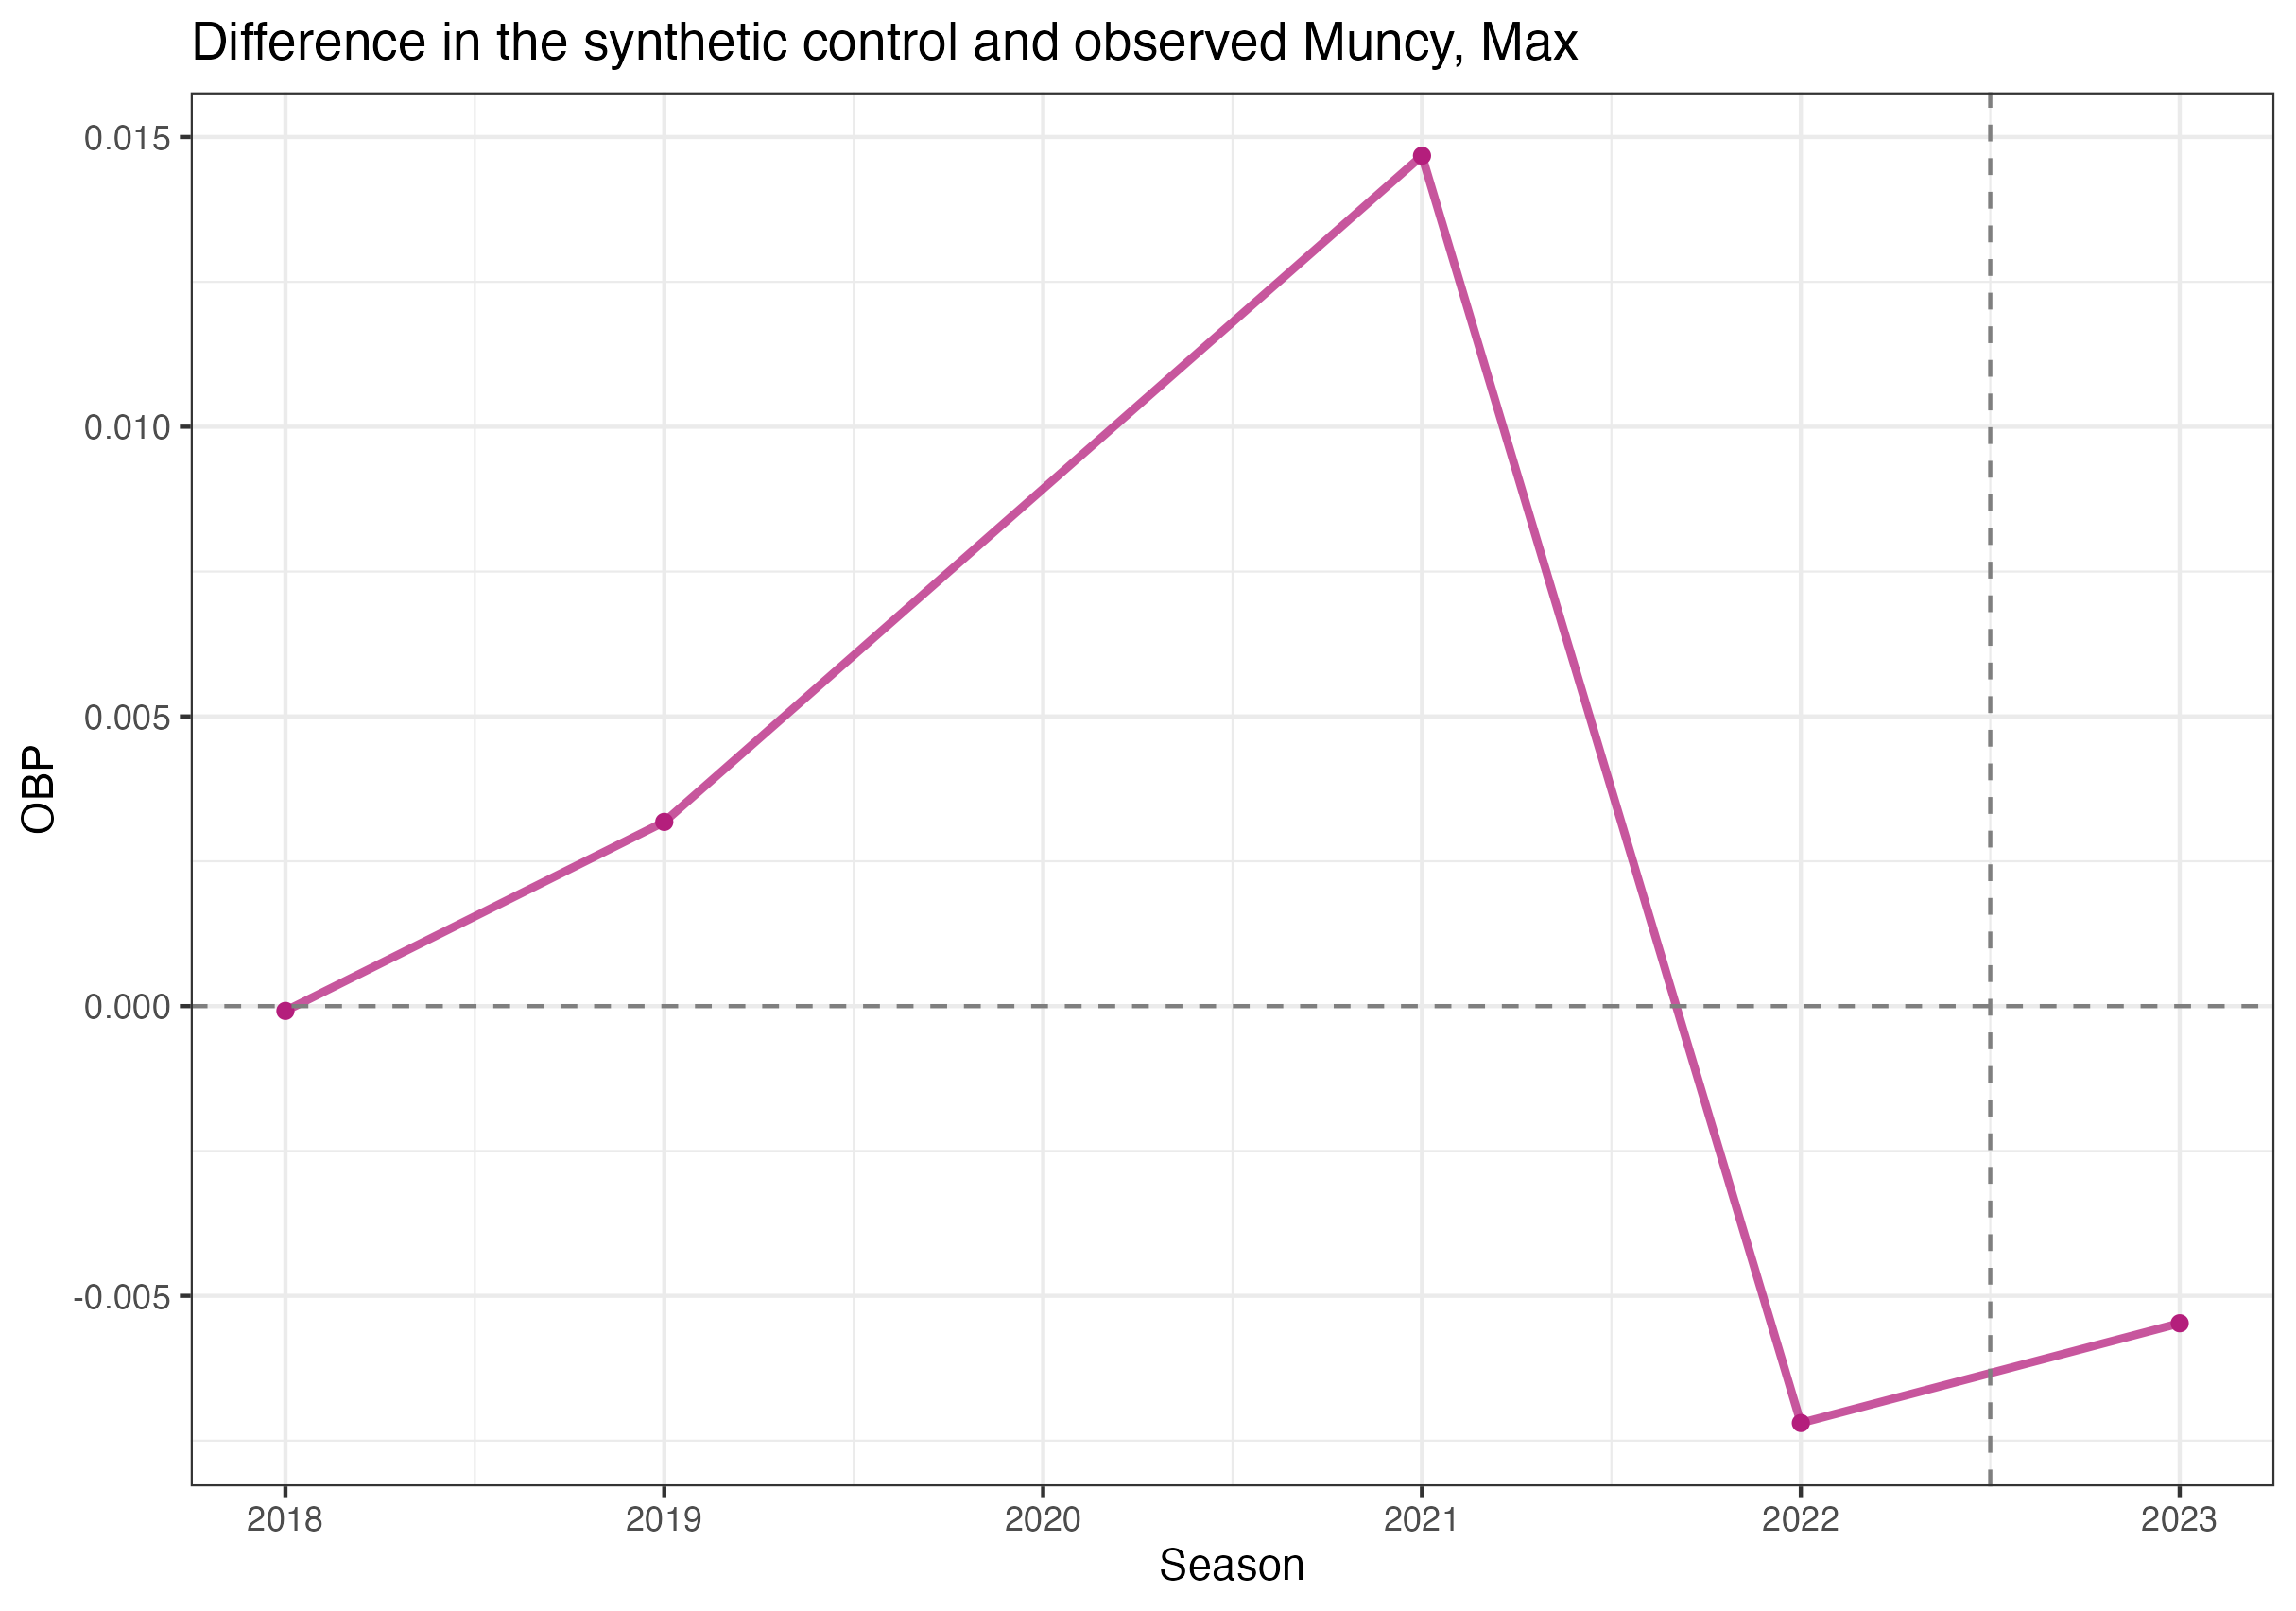 Difference in the synthetic control and observed Muncy, Max
0.015
0.010
0.005
0.000
-0.005
OBP
2018 2019 2020 2021 2022 2023
Season